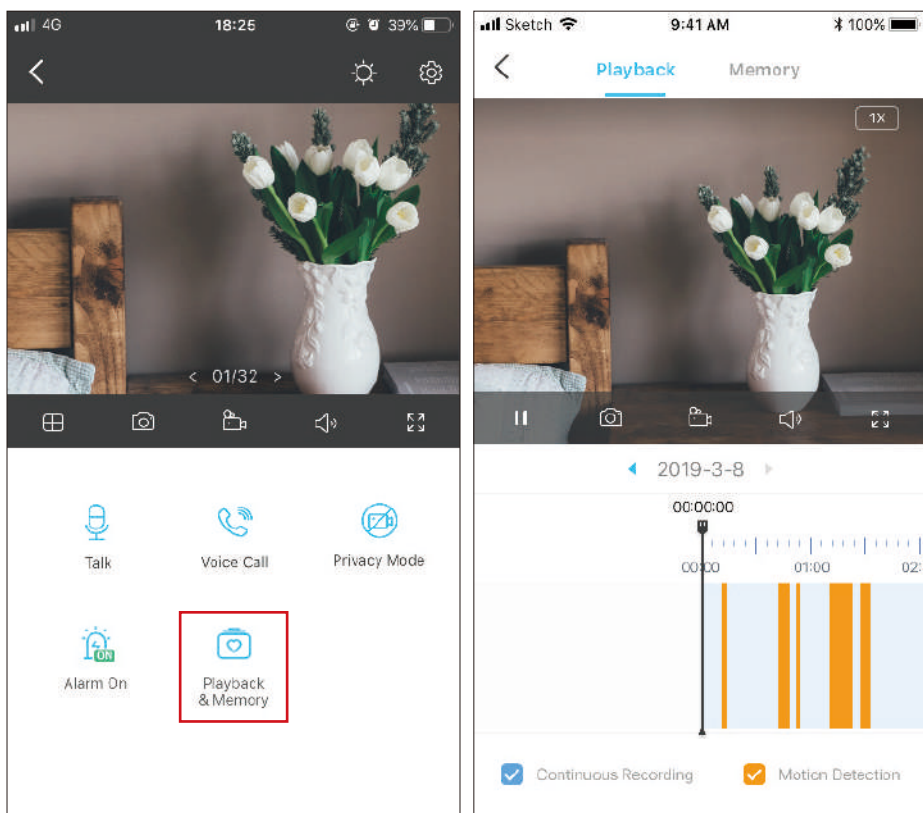 4G 18:25 39%
< 01/32 >
Talk
Voice Call
Privacy Mode
ON
Alarm On
Playback
& Memory
Sketch 9:41 AM 100%
Playback
Memory
1X
2019-3-8
00:00:00
00:00 01:00 02:
Continuous Recording
Motion Detection